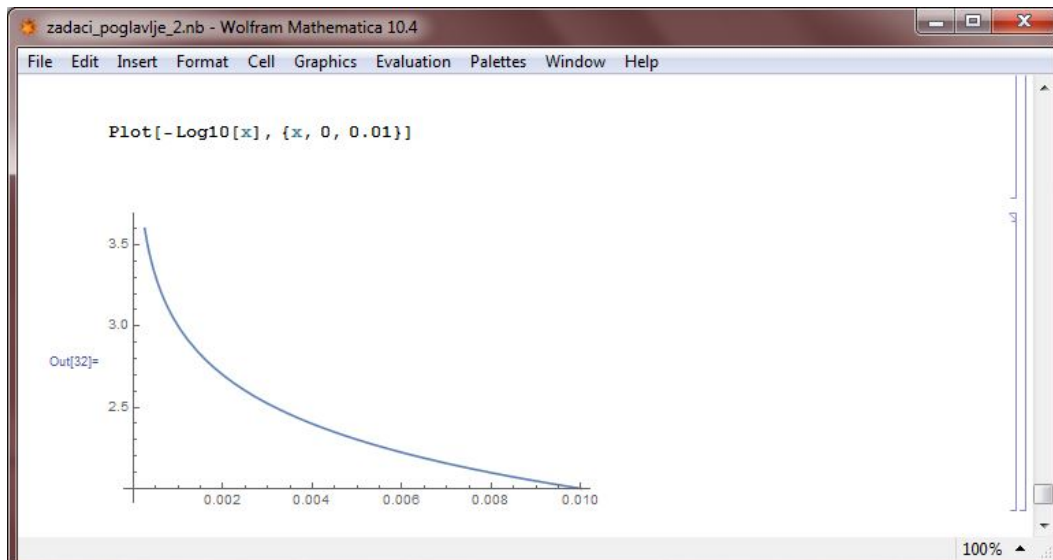 zadaci_poglavlje_2.nb - Wolfram Mathematica 10.4
File Edit Insert Format Cell Graphics Evaluation Palettes Window Help
Plot[-Log10[x], {x, 0, 0.01}]
3.5
3.0
Out[32]=
2.5
0.002 0.004 0.006 0.008 0.010
100%